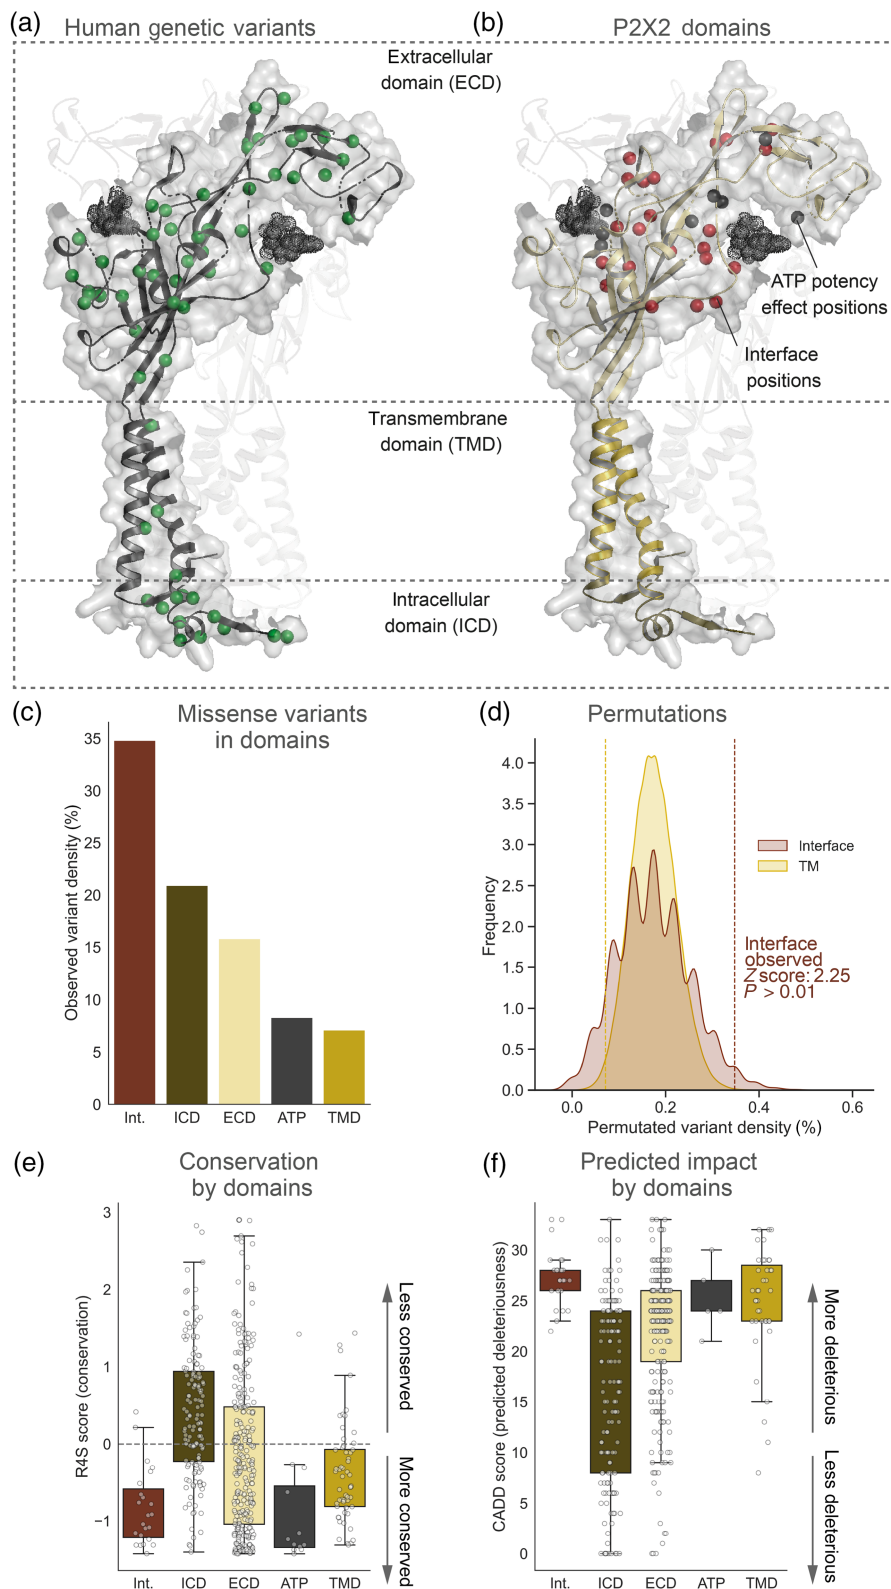 (a) Human genetic variants
(b) P2X2 domains
Extracellular
domain (ECD)
ATP potency
effect positions
Interface
positions
Transmembrane
domain (TMD)
Intracellular
domain (ICD)
(c) Missense variants
in domains
Observed variant density (%)
35
30
25
20
15
10
5
0
Int. ICD ECD ATP TMD
(d) Permutations
Frequency
4.0
3.5
3.0
2.5
2.0
1.5
1.0
0.5
0.0
Interface
TM
Interface
observed
Z score: 2.25
P > 0.01
0.0 0.2 0.4 0.6
Permutated variant density (%)
(e) Conservation
by domains
R4S score (conservation)
3
2
1
0
−1
Less conserved
More conserved
Int. ICD ECD ATP TMD
(f) Predicted impact
by domains
CADD score (predicted deleteriousness)
30
25
20
15
10
5
0
More deleterious
Less deleterious
Int. ICD ECD ATP TMD